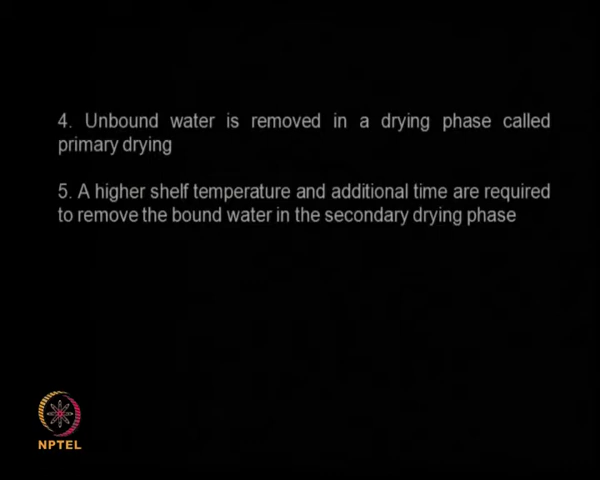 4. Unbound water is removed in a drying phase called
primary drying
5. A higher shelf temperature and additional time are required
to remove the bound water in the secondary drying phase
NPTEL